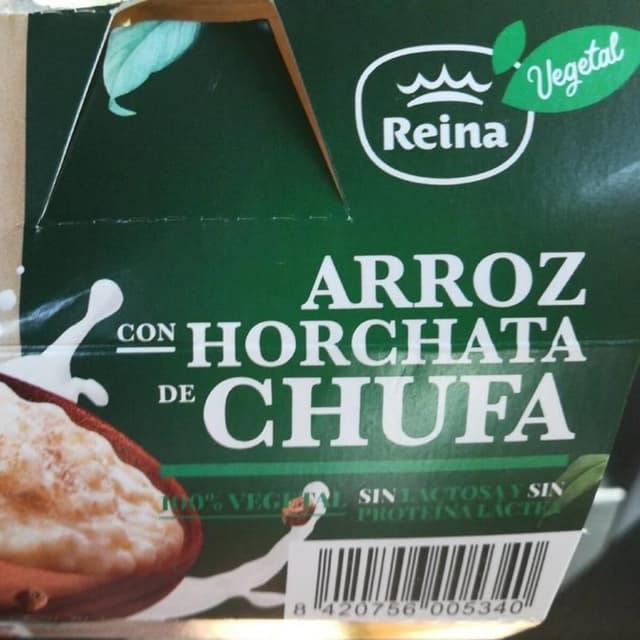 Vegetal
Reina
ARROZ
CON HORCHATA
DE CHUFA
100% VEGETAL SIN LACTOSA Y SIN
PROTEÍNA LÁCTEA
8 420756 005340